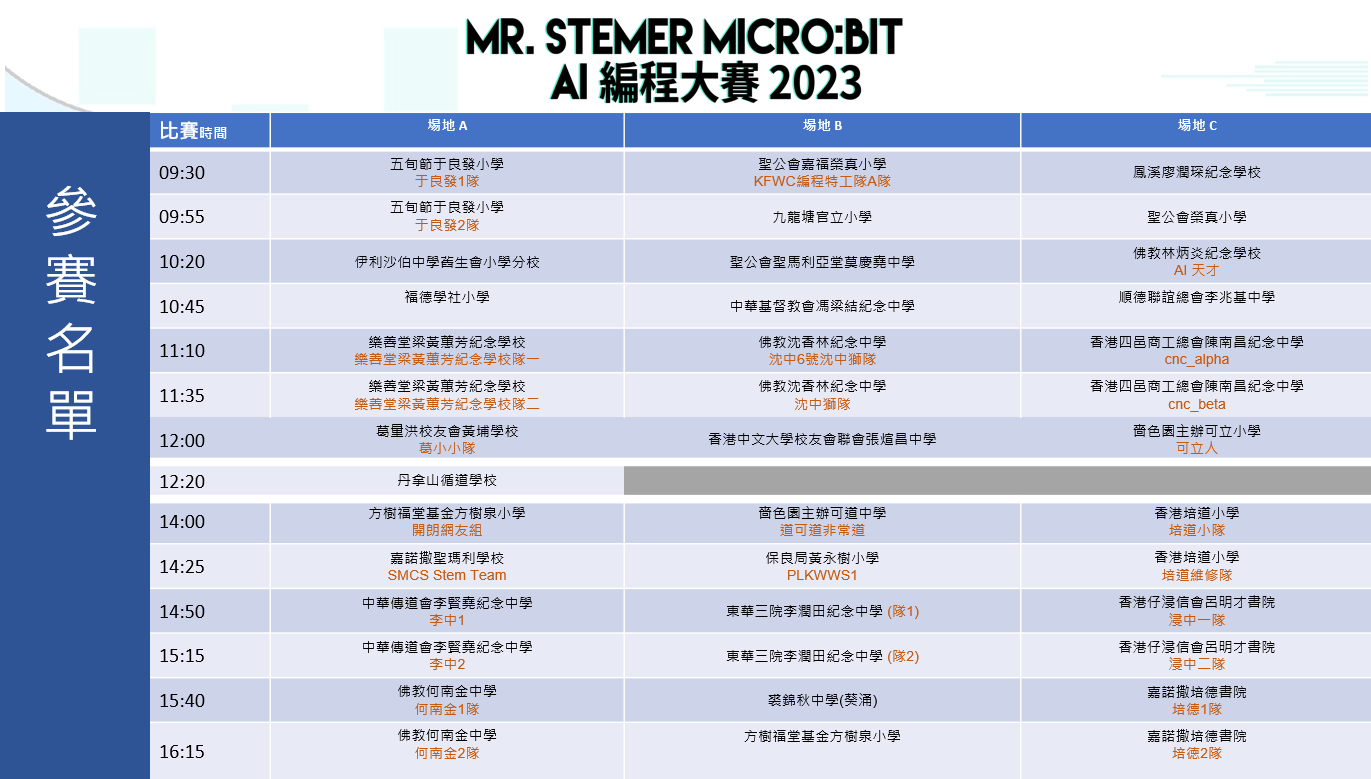 MR. STEMER MICRO:BIT
AI 編程大賽 2023
參賽名單
比賽時間 場地 A 場地 B 場地 C
09:30
五旬節于良發小學
于良發1隊
聖公會嘉福榮真小學
KFWC編程特工隊A隊
鳳溪廖潤琛紀念學校
09:55
五旬節于良發小學
于良發2隊
九龍塘官立小學
聖公會榮真小學
10:20
伊利沙伯中學舊生會小學分校
聖公會聖馬利亞堂莫慶堯中學
佛教林炳炎紀念學校
AI 天才
10:45
福德學社小學
中華基督教會馮梁結紀念中學
順德聯誼總會李兆基中學
11:10
樂善堂梁黃蕙芳紀念學校
樂善堂梁黃蕙芳紀念學校隊一
佛教沈香林紀念中學
沈中6號沈中獅隊
香港四邑商工總會陳南昌紀念中學
cnc_alpha
11:35
樂善堂梁黃蕙芳紀念學校
樂善堂梁黃蕙芳紀念學校隊二
佛教沈香林紀念中學
沈中獅隊
香港四邑商工總會陳南昌紀念中學
cnc_beta
12:00
葛量洪校友會黃埔學校
葛小小隊
香港中文大學校友會聯會張煊昌中學
嗇色園主辦可立小學
可立人
12:20
丹拿山循道學校
14:00
方樹福堂基金方樹泉小學
開朗網友組
嗇色園主辦可道中學
道可道非常道
香港培道小學
培道小隊
14:25
嘉諾撒聖瑪利學校
SMCS Stem Team
保良局黃永樹小學
PLKWWS1
香港培道小學
培道維修隊
14:50
中華傳道會李賢堯紀念中學
李中1
東華三院李潤田紀念中學 (隊1)
香港仔浸信會呂明才書院
浸中一隊
15:15
中華傳道會李賢堯紀念中學
李中2
東華三院李潤田紀念中學 (隊2)
香港仔浸信會呂明才書院
浸中二隊
15:40
佛教何南金中學
何南金1隊
裘錦秋中學(葵涌)
嘉諾撒培德書院
培德1隊
16:15
佛教何南金中學
何南金2隊
方樹福堂基金方樹泉小學
嘉諾撒培德書院
培德2隊